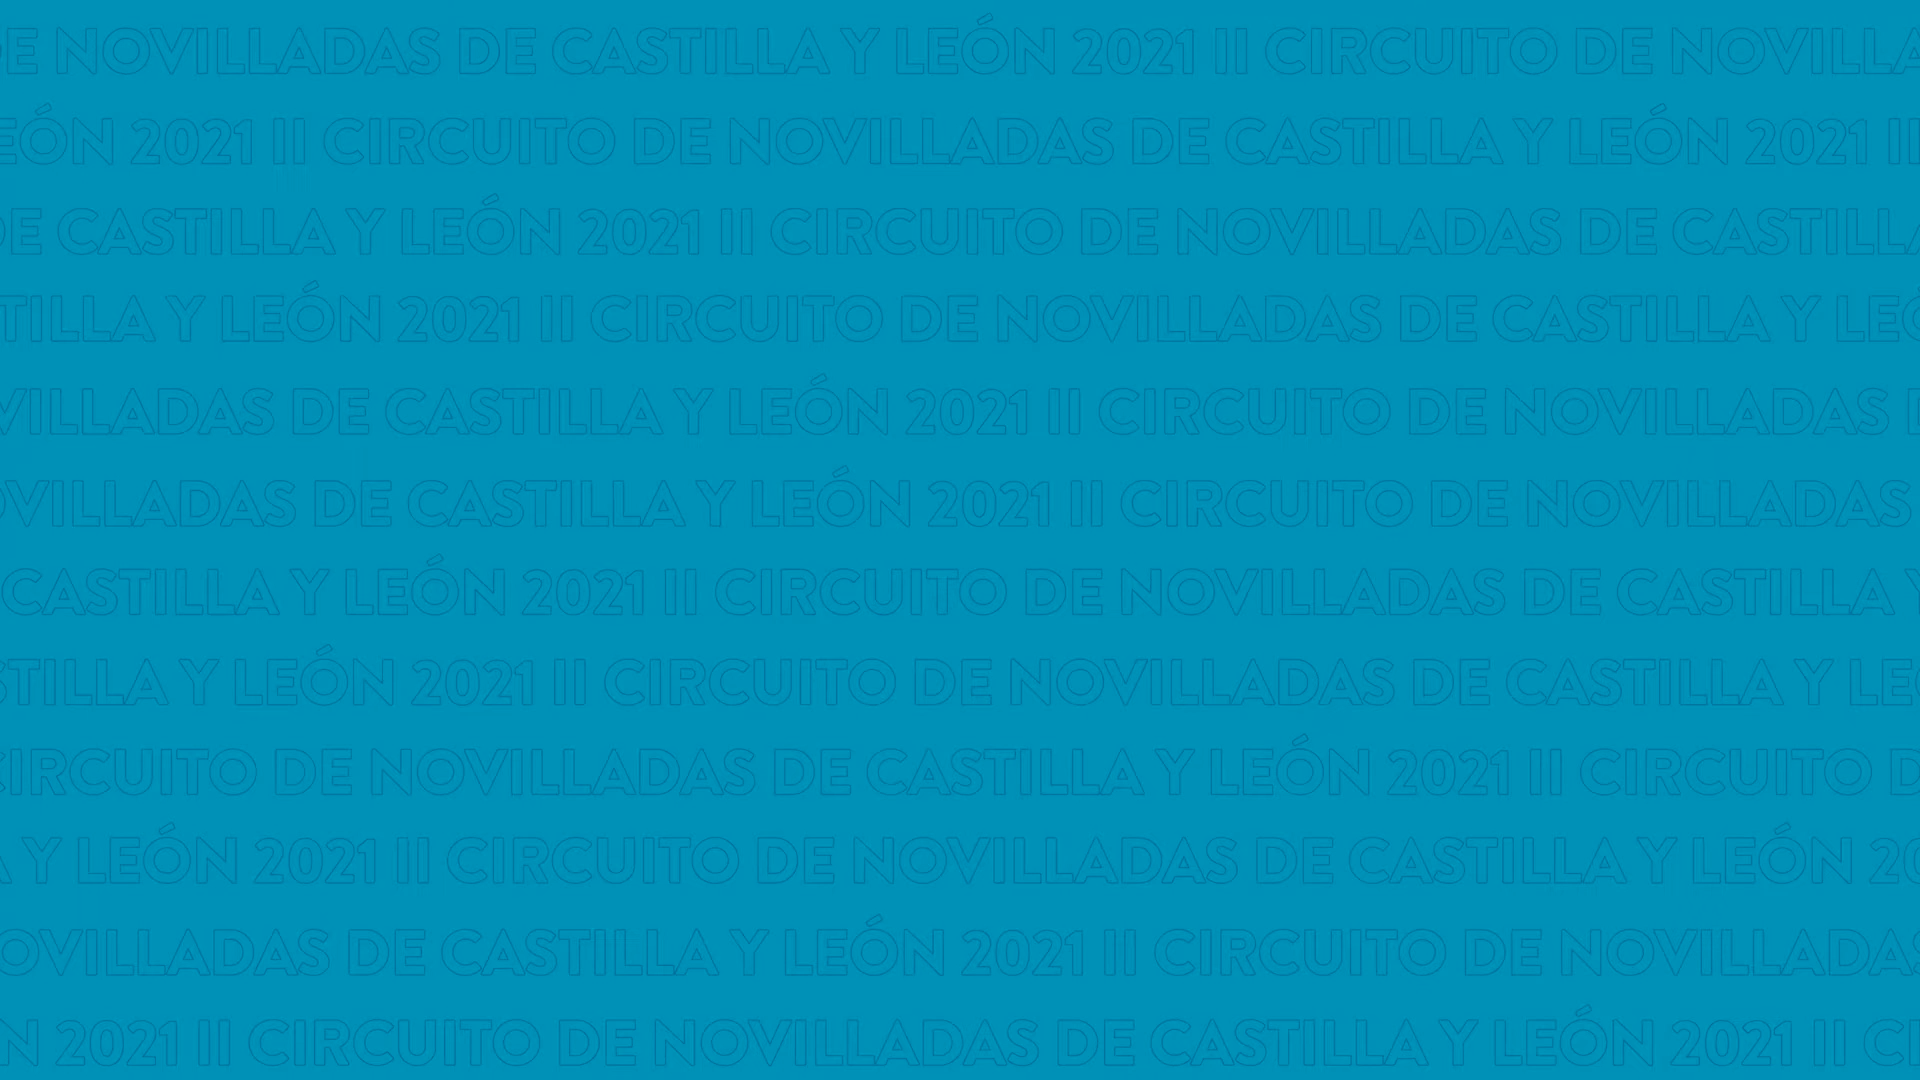 DE NOVILLADAS DE CASTILLA Y LEÓN 2021 II CIRCUITO DE NOVILLA
EÓN 2021 II CIRCUITO DE NOVILLADAS DE CASTILLA Y LEÓN 2021 II
DE CASTILLA Y LEÓN 2021 II CIRCUITO DE NOVILLADAS DE CASTILLA
TILLA Y LEÓN 2021 II CIRCUITO DE NOVILLADAS DE CASTILLA Y LEÓ
VILLADAS DE CASTILLA Y LEÓN 2021 II CIRCUITO DE NOVILLADAS D
OVILLADAS DE CASTILLA Y LEÓN 2021 II CIRCUITO DE NOVILLADAS
CASTILLA Y LEÓN 2021 II CIRCUITO DE NOVILLADAS DE CASTILLA Y
STILLA Y LEÓN 2021 II CIRCUITO DE NOVILLADAS DE CASTILLA Y LEÓ
CIRCUITO DE NOVILLADAS DE CASTILLA Y LEÓN 2021 II CIRCUITO D
A Y LEÓN 2021 II CIRCUITO DE NOVILLADAS DE CASTILLA Y LEÓN 20
OVILLADAS DE CASTILLA Y LEÓN 2021 II CIRCUITO DE NOVILLADAS
N 2021 II CIRCUITO DE NOVILLADAS DE CASTILLA Y LEÓN 2021 II CI